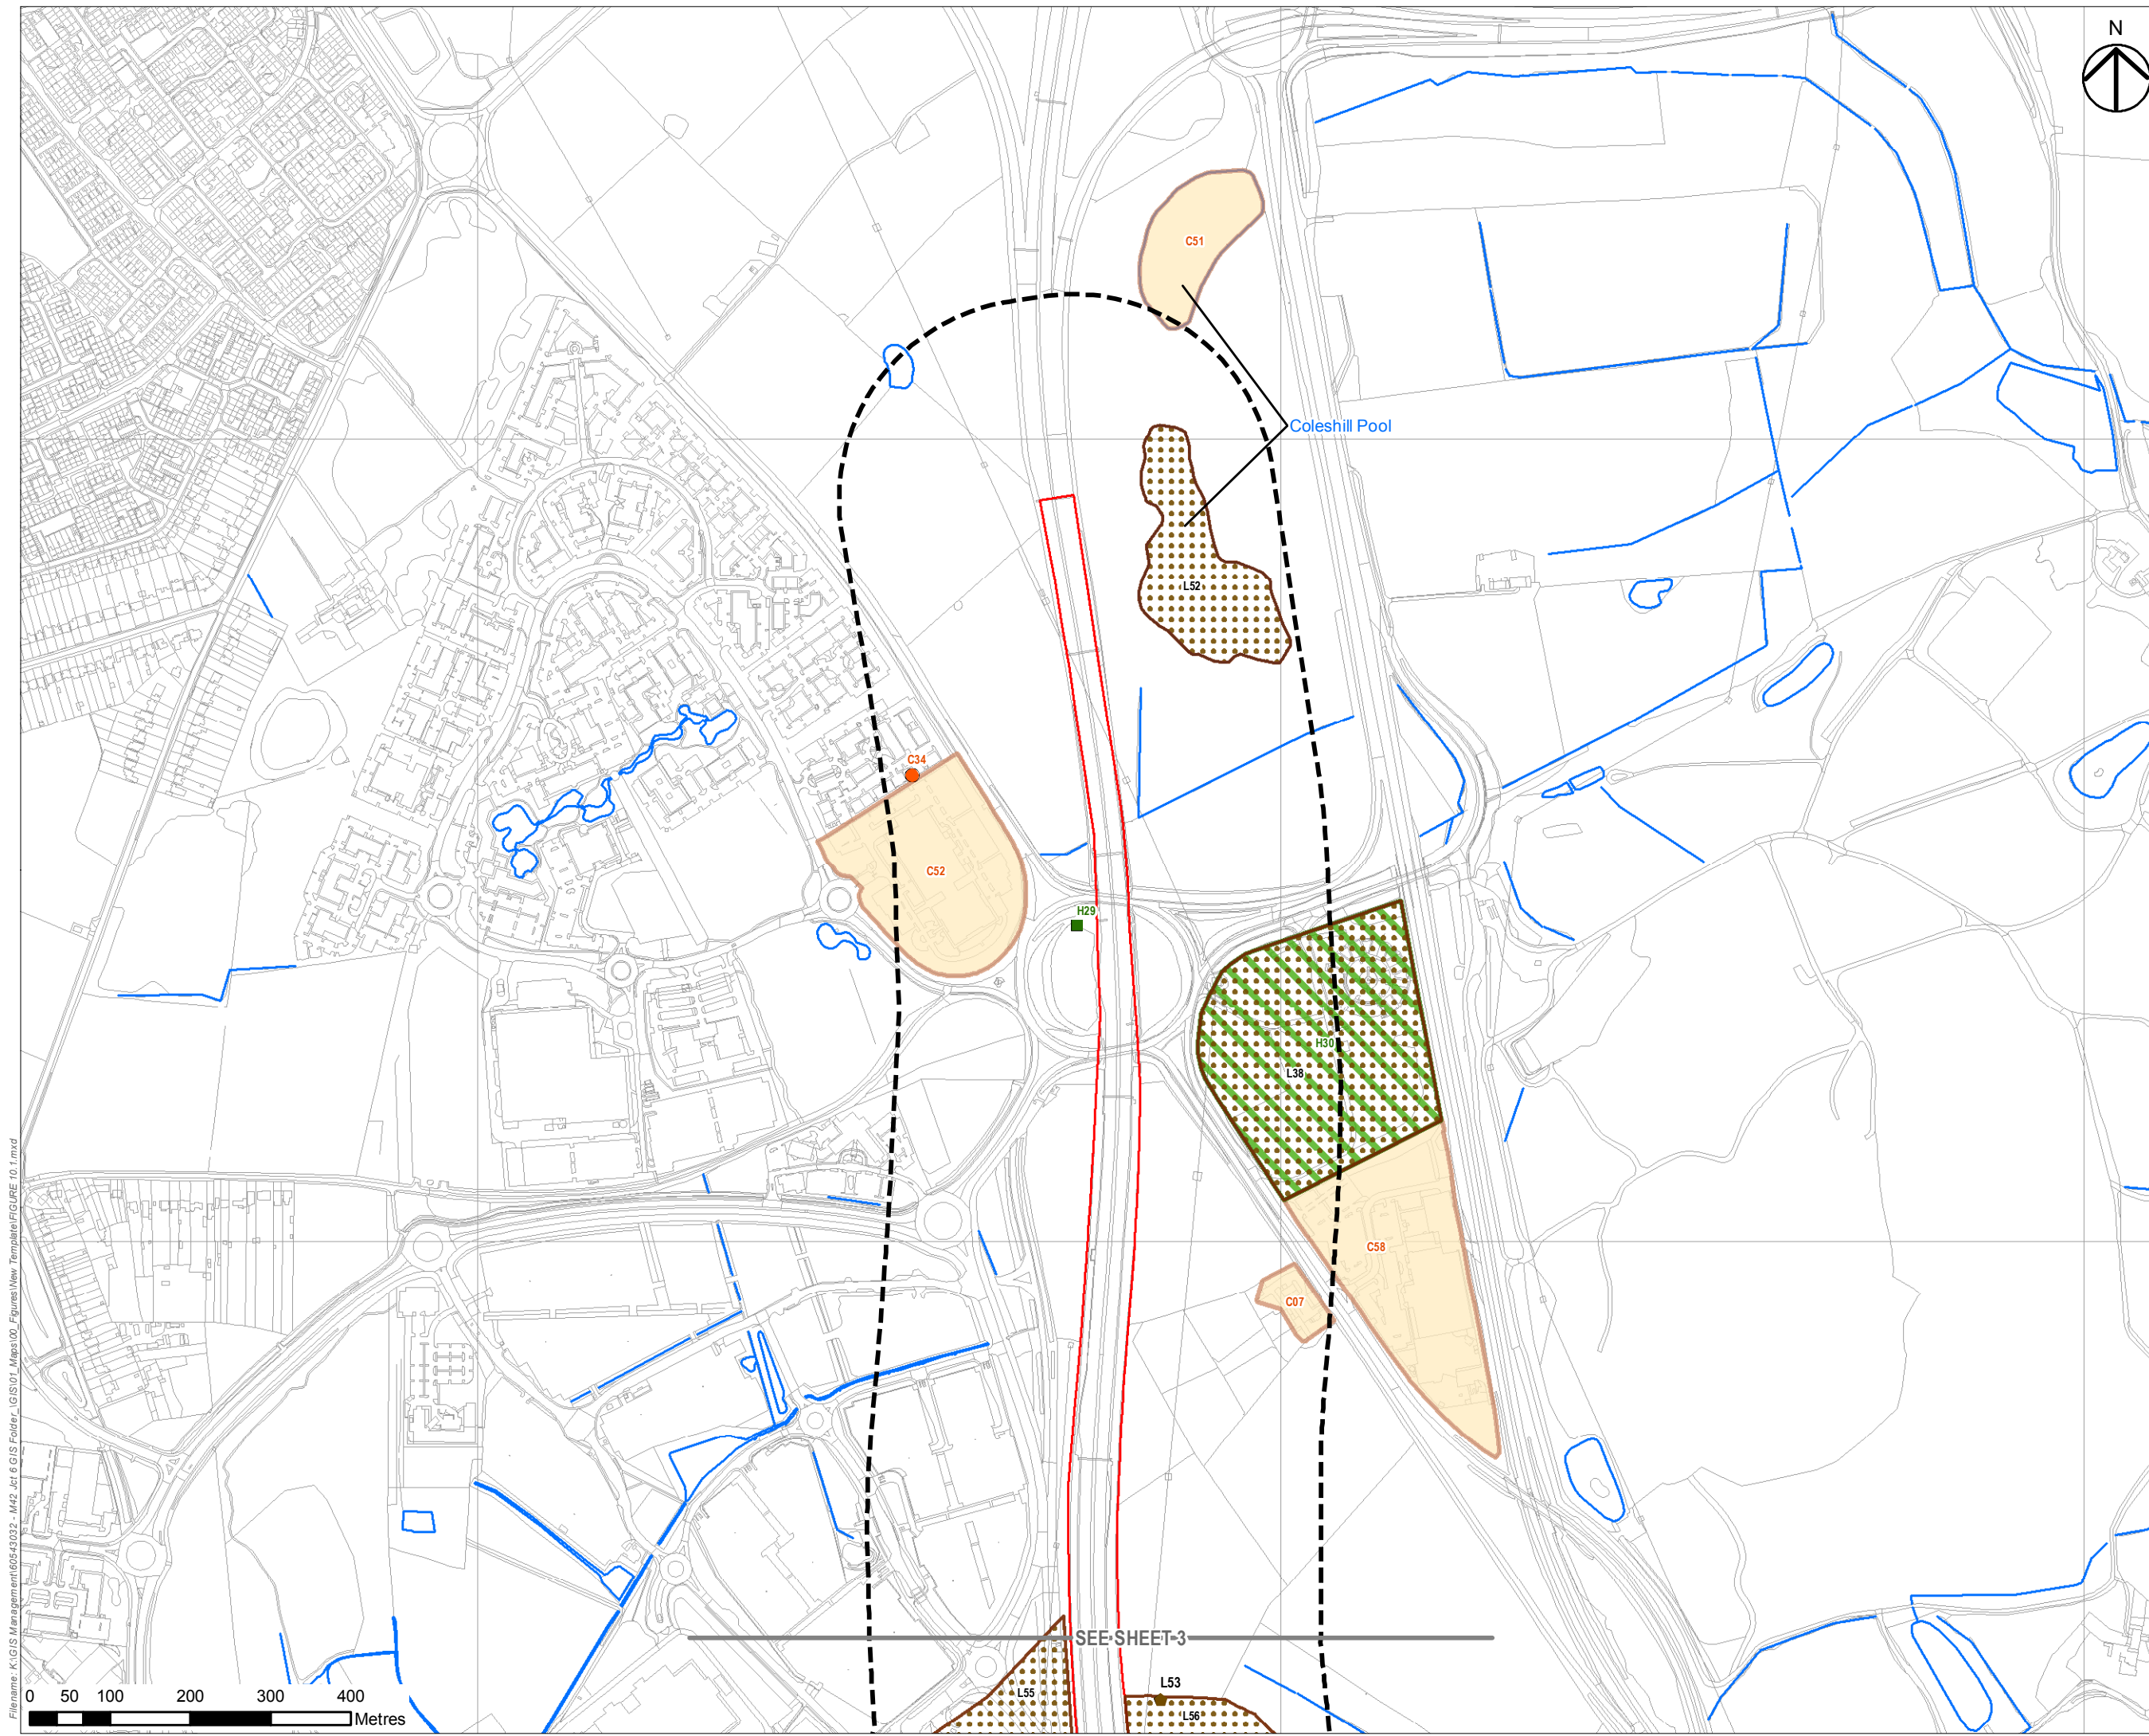 N
C51
Coleshill Pool
L52
C34
C52
H29
H30
L38
C58
C07
SEE SHEET 3
L53
L55
L56
0 50 100 200 300 400
Metres
Filename: K:\GIS Management\60543032 - M42 Jct 6 GIS Folder_\GIS\01_Maps\00_Figures\New Template\FIGURE 10.1.mxd